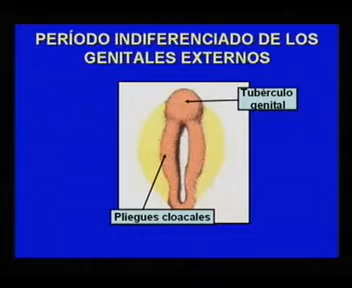 PERÍODO INDIFERENCIADO DE LOS
GENITALES EXTERNOS
Tubérculo
genital
Pliegues cloacales